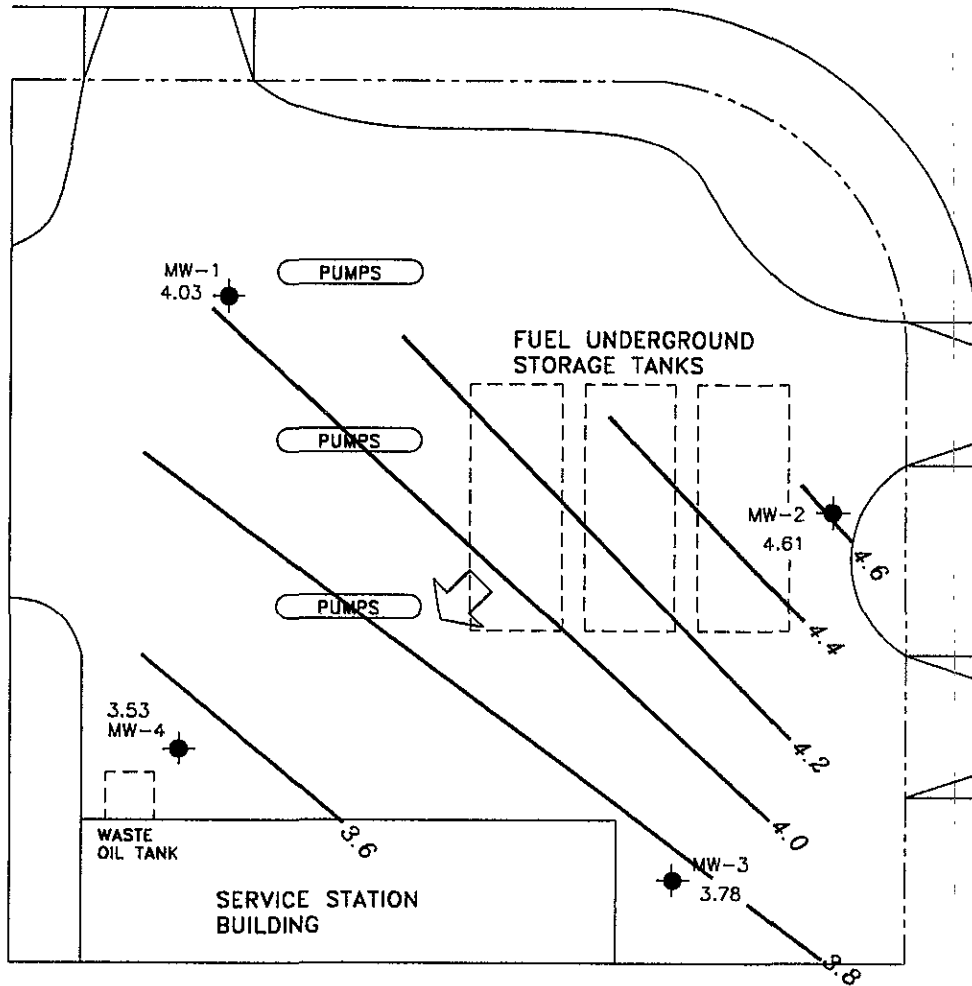 MW-1
4.03
PUMPS
FUEL UNDERGROUND
STORAGE TANKS
PUMPS
MW-2
4.61
4.6
PUMPS
4.4
3.53
MW-4
4.2
WASTE
OIL TANK
3.6
4.0
MW-3
3.78
SERVICE STATION
BUILDING
3.8